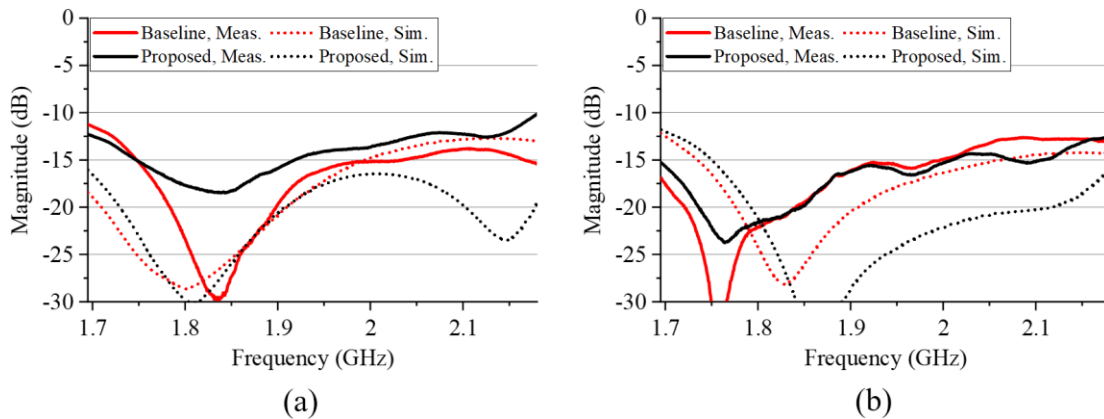 0
Baseline, Meas. Baseline, Sim.
Proposed, Meas. Proposed, Sim.
-5
-10
-15
-20
-25
-30
Magnitude (dB)
1.7 1.8 1.9 2 2.1
Frequency (GHz)
(a)
0
Baseline, Meas. Baseline, Sim.
Proposed, Meas. Proposed, Sim.
-5
-10
-15
-20
-25
-30
Magnitude (dB)
1.7 1.8 1.9 2 2.1
Frequency (GHz)
(b)